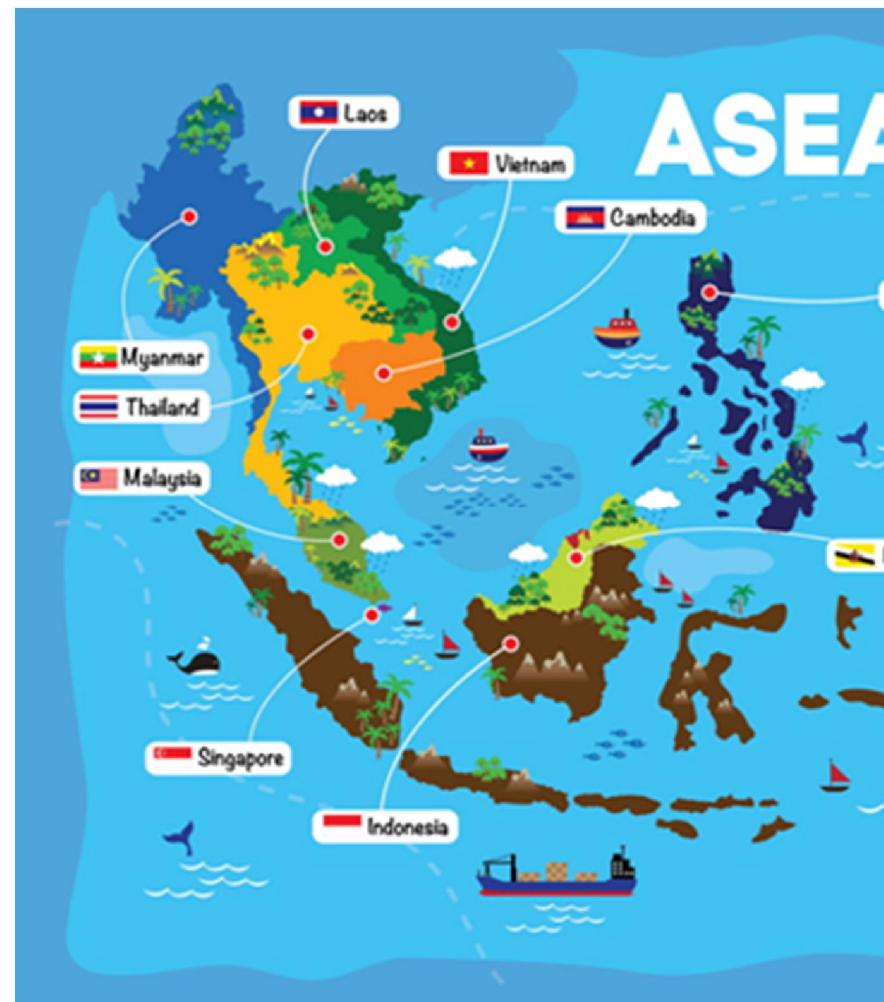 ASEA
Laos
Vietnam
Cambodia
Myanmar
Thailand
Malaysia
Singapore
Indonesia